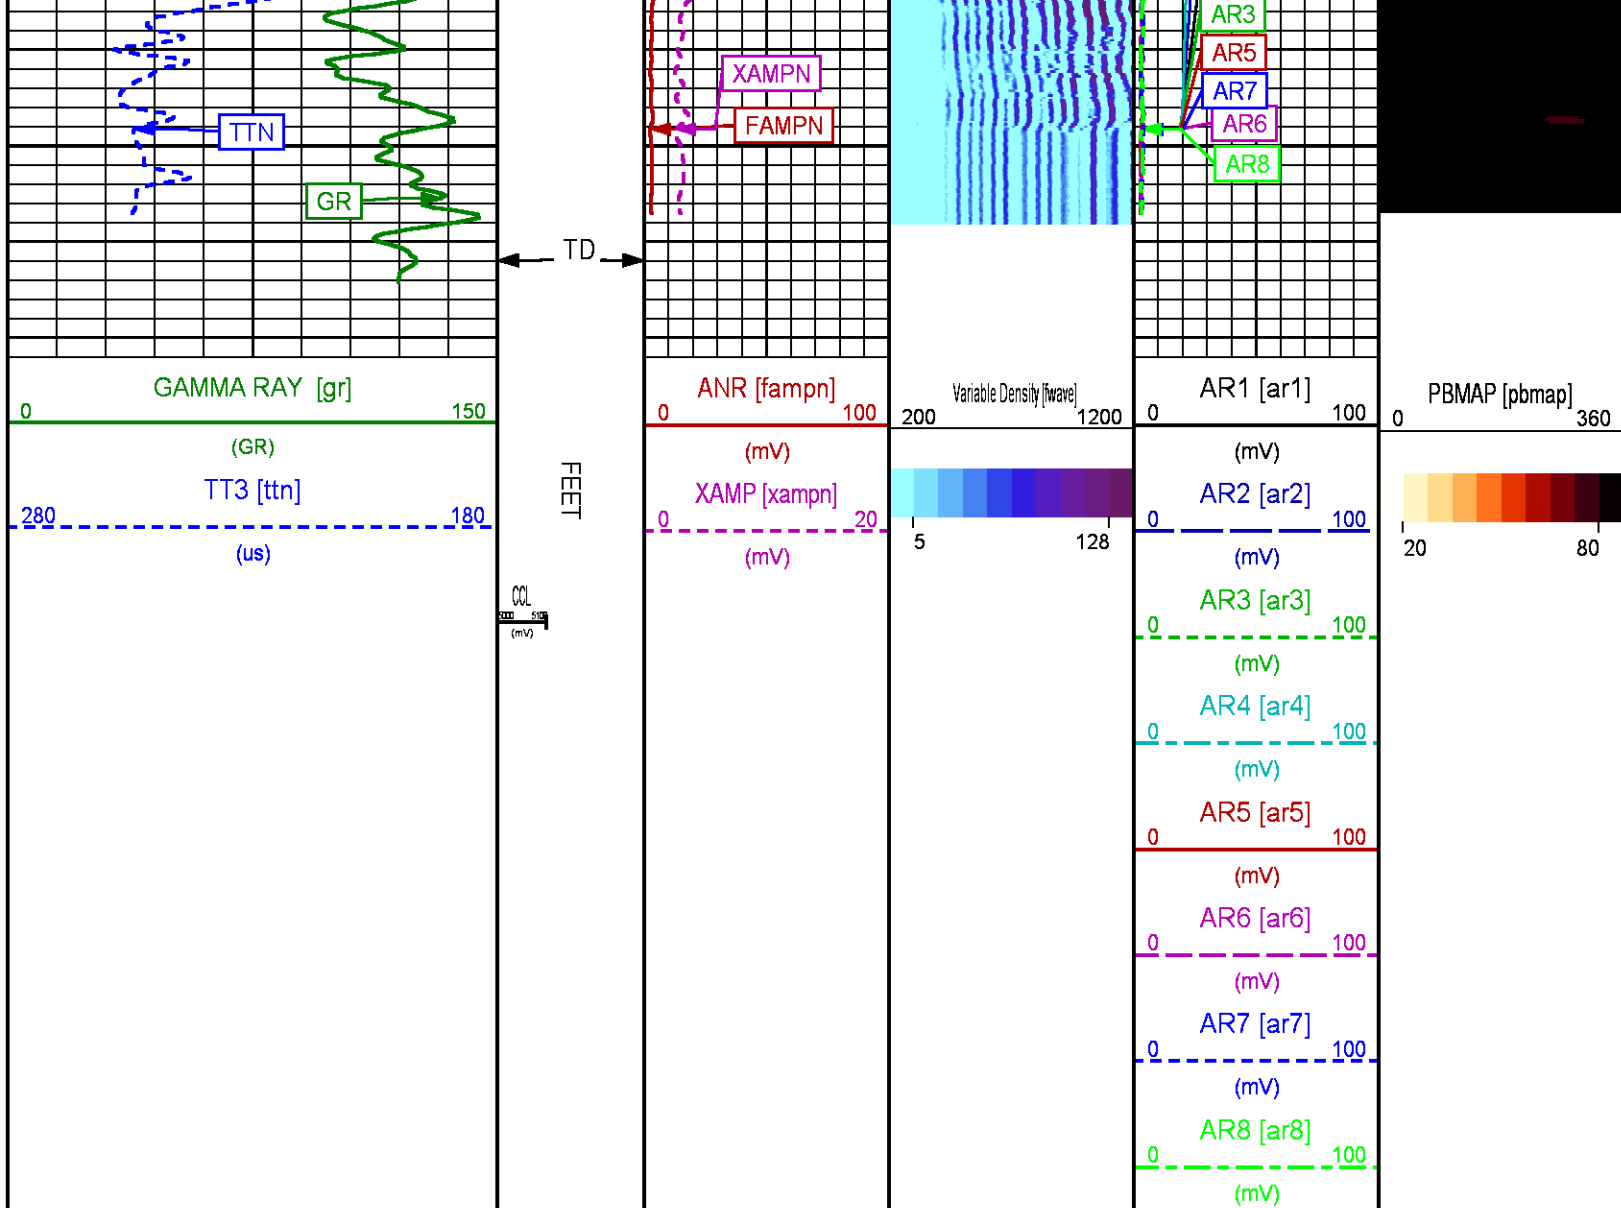 AR3
AR5
XAMPN
AR7
TTN
FAMPN
AR6
AR8
GR
TD
GAMMA RAY [gr]
0 150
(GR)
TT3 [ttn]
280 180
(us)
FEET
CCL
(mV)
ANR [fampn]
0 100
(mV)
XAMP [xampn]
0 20
(mV)
Variable Density [fwave]
200 1200
5 128
AR1 [ar1]
0 100
(mV)
AR2 [ar2]
0 100
(mV)
AR3 [ar3]
0 100
(mV)
AR4 [ar4]
0 100
(mV)
AR5 [ar5]
0 100
(mV)
AR6 [ar6]
0 100
(mV)
AR7 [ar7]
0 100
(mV)
AR8 [ar8]
0 100
(mV)
PBMAP [pbmap]
0 360
20 80